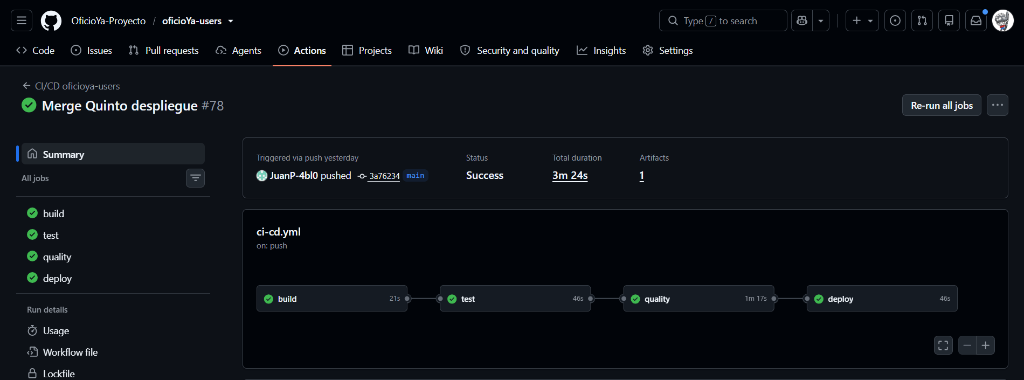 OficioYa-Proyecto / oficioYa-users
Type / to search
Code Issues Pull requests Agents Actions Projects Wiki Security and quality Insights Settings
CI/CD oficioya-users
Merge Quinto despliegue #78
Re-run all jobs
Summary
All jobs
build
test
quality
deploy
Run details
Usage
Workflow file
Lockfile
Triggered via push yesterday
JuanP-4bl0 pushed 3a76234 main
Status
Success
Total duration
3m 24s
Artifacts
1
ci-cd.yml
on: push
build 21s
test 46s
quality 1m 17s
deploy 46s